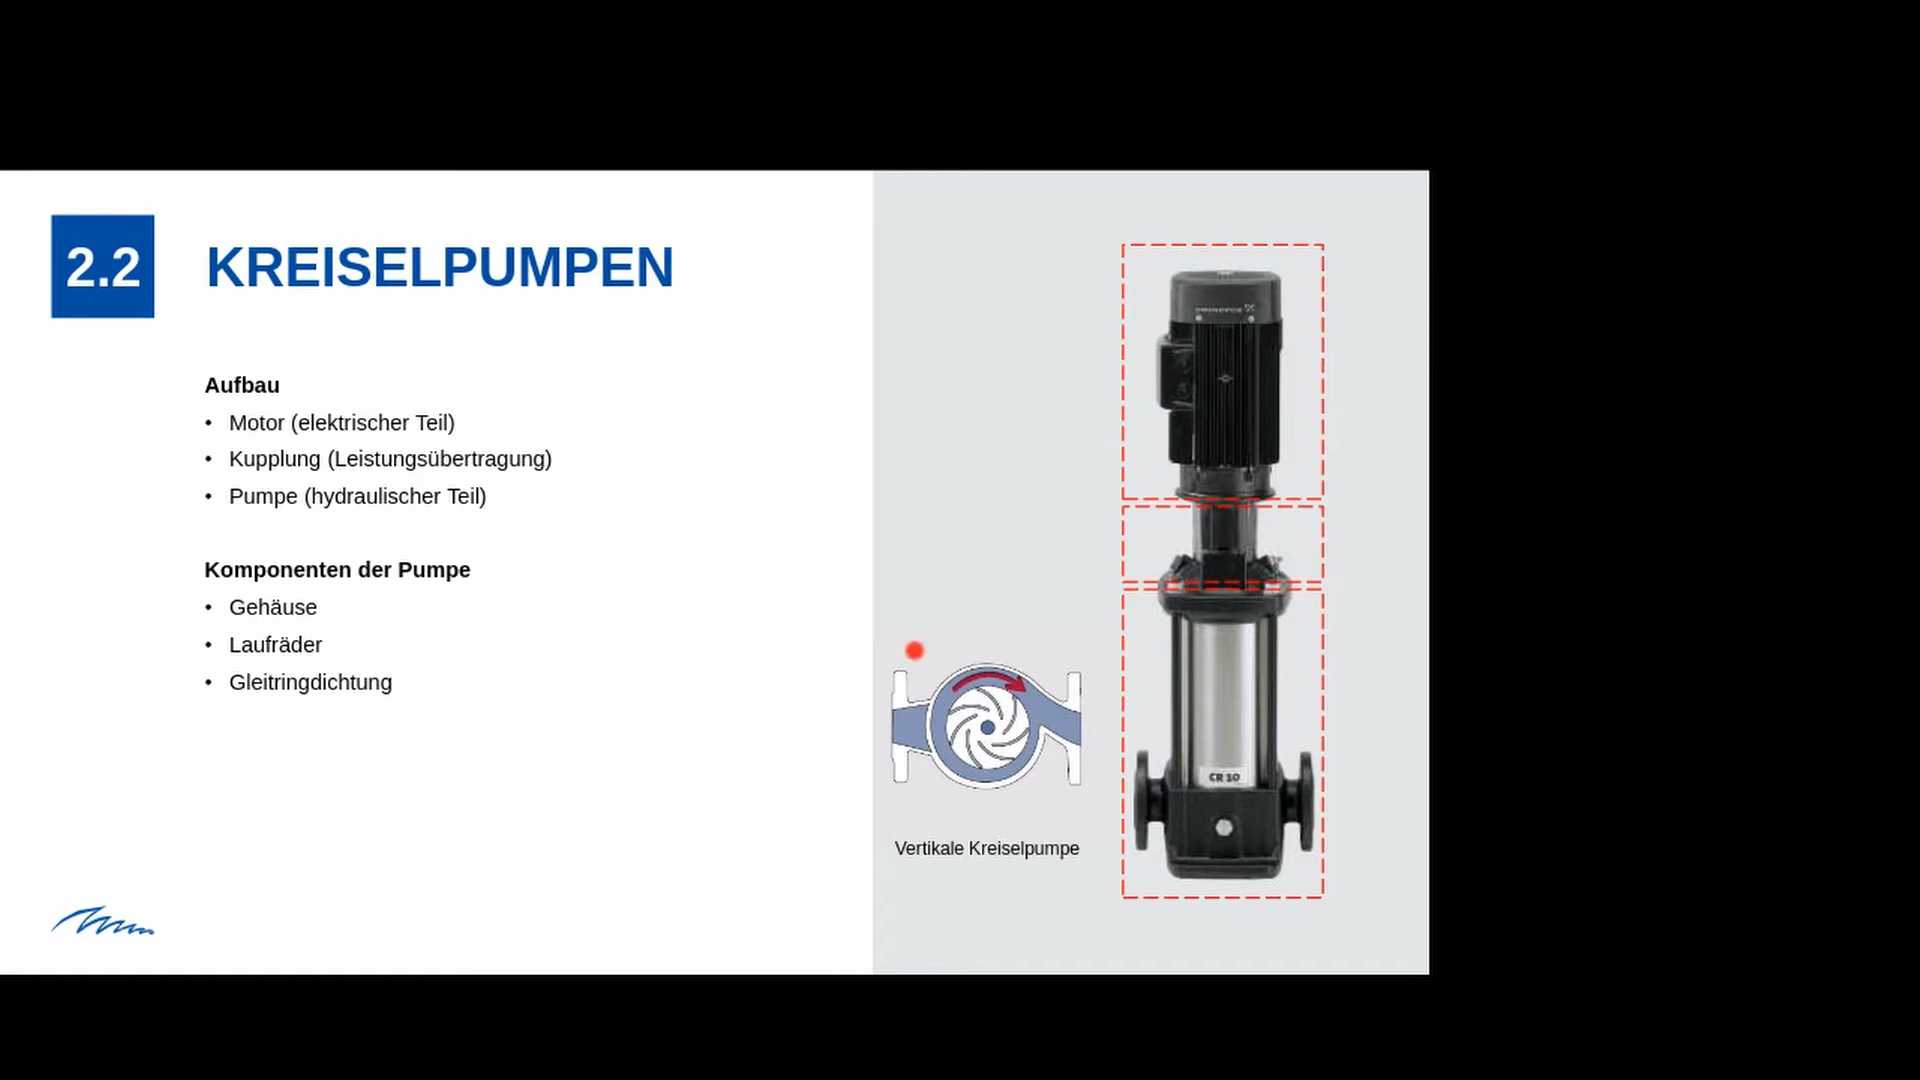 2.2 KREISELPUMPEN
Aufbau
• Motor (elektrischer Teil)
• Kupplung (Leistungsübertragung)
• Pumpe (hydraulischer Teil)
Komponenten der Pumpe
• Gehäuse
• Laufräder
• Gleitringdichtung
GRUNDFOS
CR 10
Vertikale Kreiselpumpe